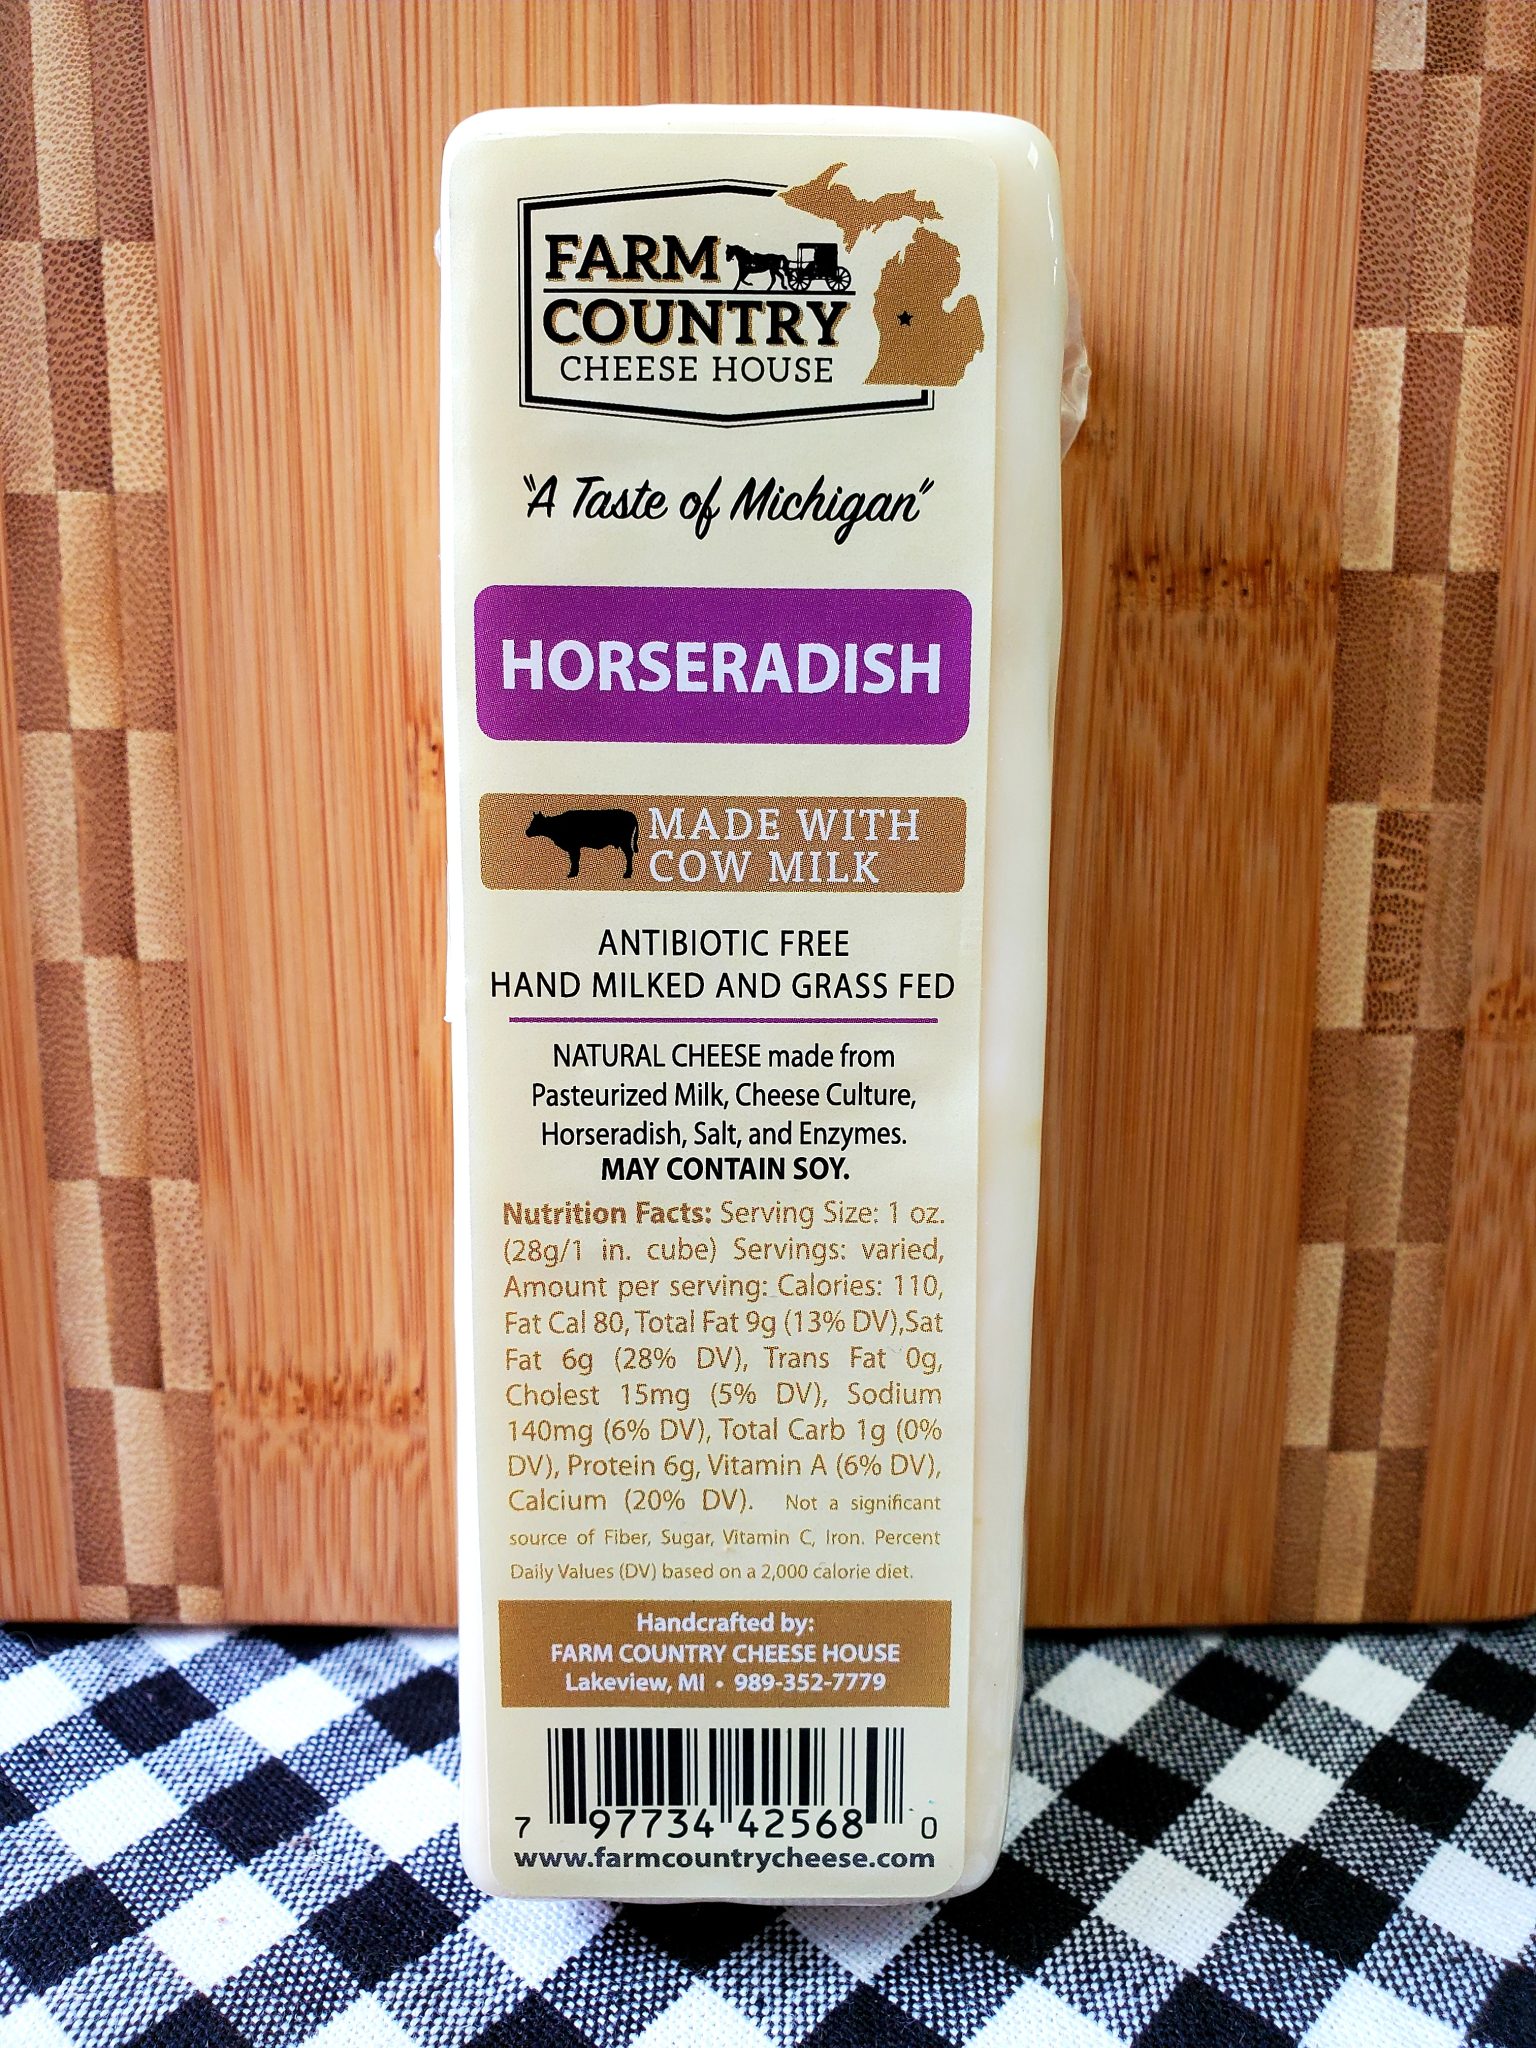 FARM
COUNTRY
CHEESE HOUSE
"A Taste of Michigan"
HORSERADISH
MADE WITH
COW MILK
ANTIBIOTIC FREE
HAND MILKED AND GRASS FED
NATURAL CHEESE made from
Pasteurized Milk, Cheese Culture,
Horseradish, Salt, and Enzymes.
MAY CONTAIN SOY.
Nutrition Facts: Serving Size: 1 oz.
(28g/1 in. cube) Servings: varied,
Amount per serving: Calories: 110,
Fat Cal 80, Total Fat 9g (13% DV),Sat
Fat 6g (28% DV), Trans Fat 0g,
Cholest 15mg (5% DV), Sodium
140mg (6% DV), Total Carb 1g (0%
DV), Protein 6g, Vitamin A (6% DV),
Calcium (20% DV). Not a significant
source of Fiber, Sugar, Vitamin C, Iron. Percent
Daily Values (DV) based on a 2,000 calorie diet.
Handcrafted by:
FARM COUNTRY CHEESE HOUSE
Lakeview, MI • 989-352-7779
7 97734 42568 0
www.farmcountrycheese.com